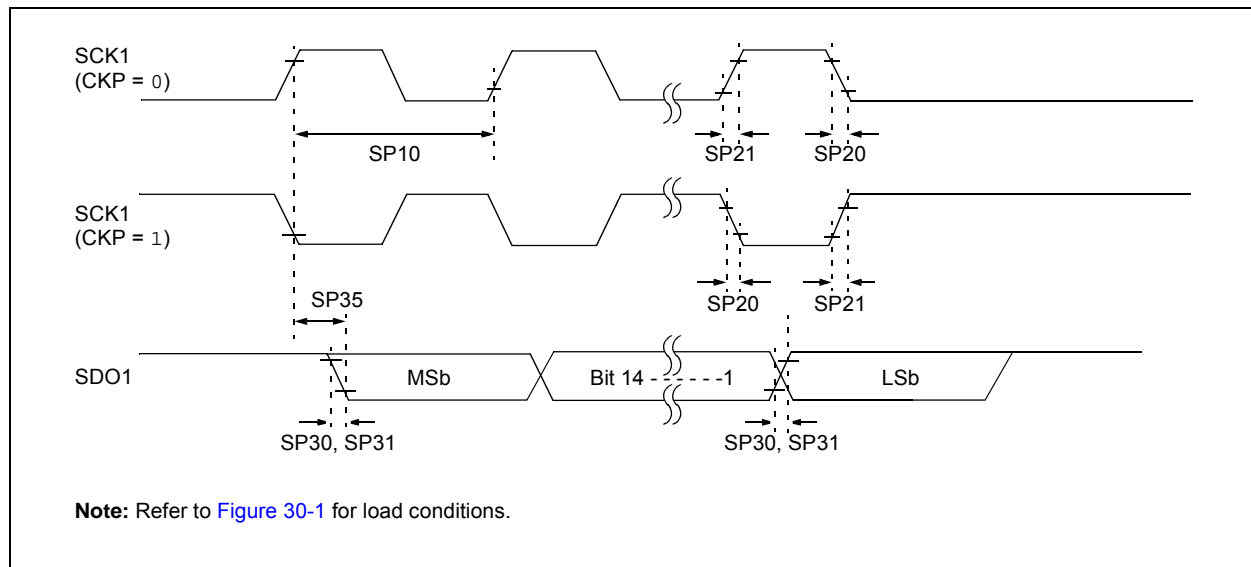 SCK1
(CKP = 0)
SP10
SP21
SP20
SCK1
(CKP = 1)
SP35
SP20
SP21
SDO1
MSb
Bit 14 - - - - - -1
LSb
SP30, SP31
SP30, SP31
Note: Refer to Figure 30-1 for load conditions.